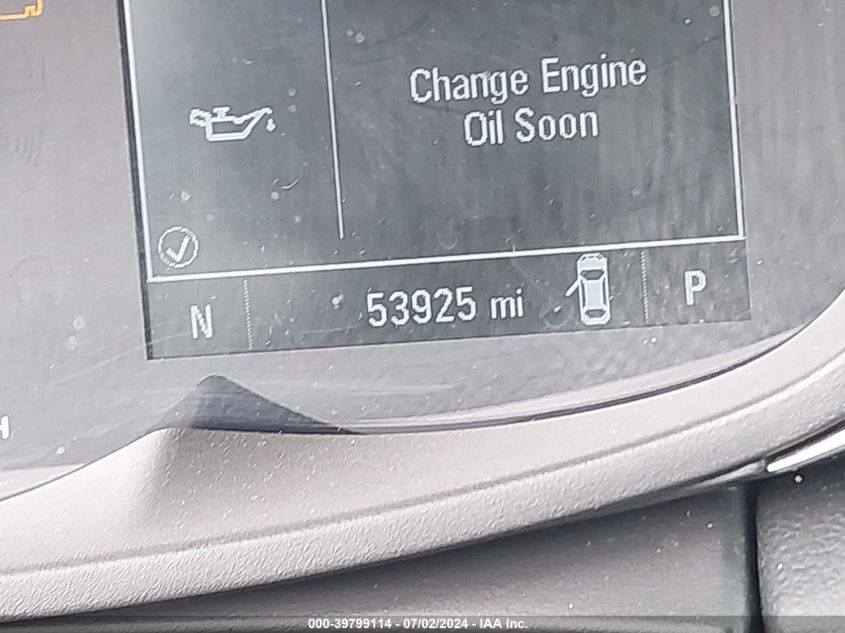 Change Engine
Oil Soon
N 53925 mi P
H
000-39799114 - 07/02/2024 - IAA Inc.